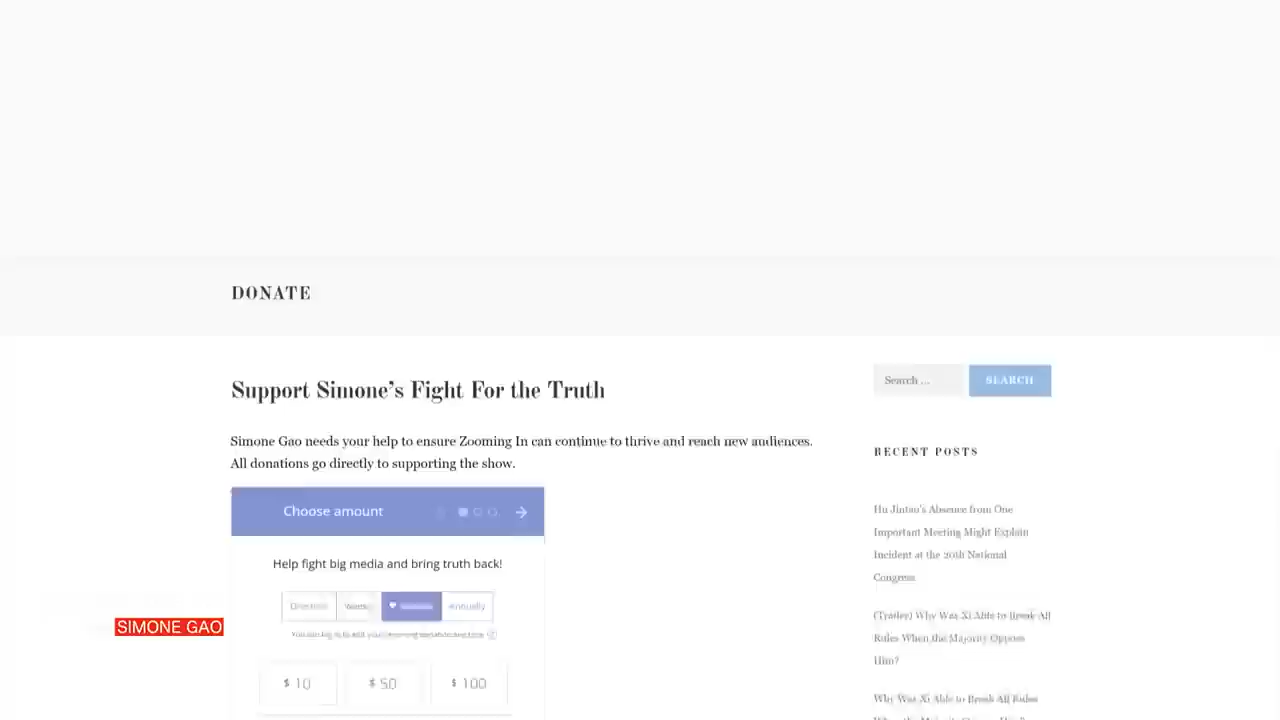 DONATE
Support Simone's Fight For the Truth
Search ...
SEARCH
Simone Gao needs your help to ensure Zooming In can continue to thrive and reach new audiences.
All donations go directly to supporting the show.
RECENT POSTS
Choose amount
Hu Jintao's Absence from One
Important Meeting Might Explain
Incident at the 20th National
Congress
Help fight big media and bring truth back!
Annually
(Trailer) Why Was Xi Able to Break All
Rules When the Majority Oppose
Him?
SIMONE GAO
$ 10
$ 50
$ 100
Why Was Xi Able to Break All Rules